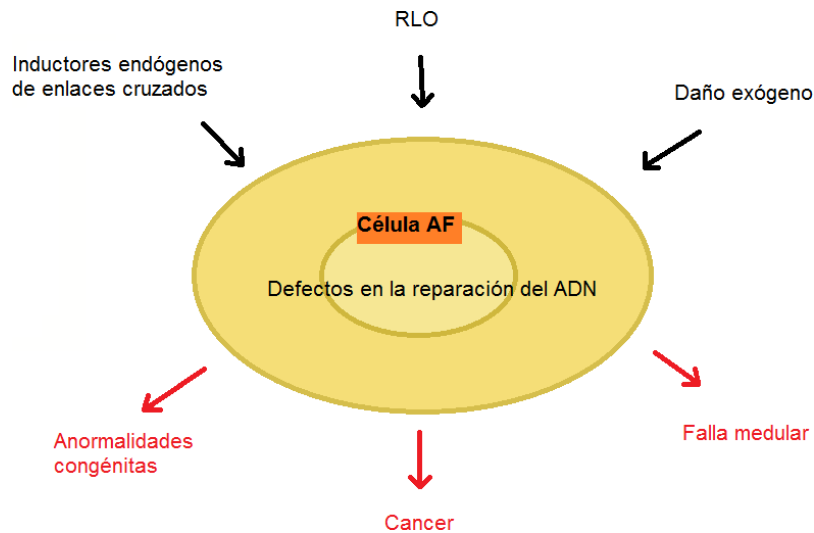 RLO
Inductores endógenos
de enlaces cruzados
Daño exógeno
Célula AF
Defectos en la reparación del ADN
Anormalidades
congénitas
Falla medular
Cancer